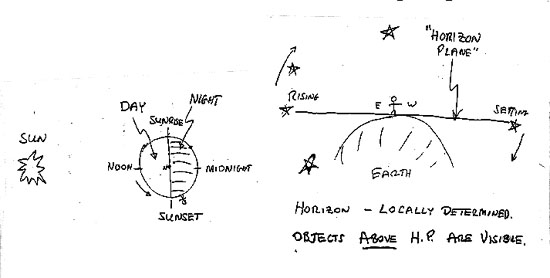 SUN
DAY
NIGHT
SUNRISE
NOON
N
MIDNIGHT
SUNSET
"HORIZON
PLANE"
RISING
E W
SETTING
EARTH
HORIZON - LOCALLY DETERMINED.
OBJECTS ABOVE H.P. ARE VISIBLE.